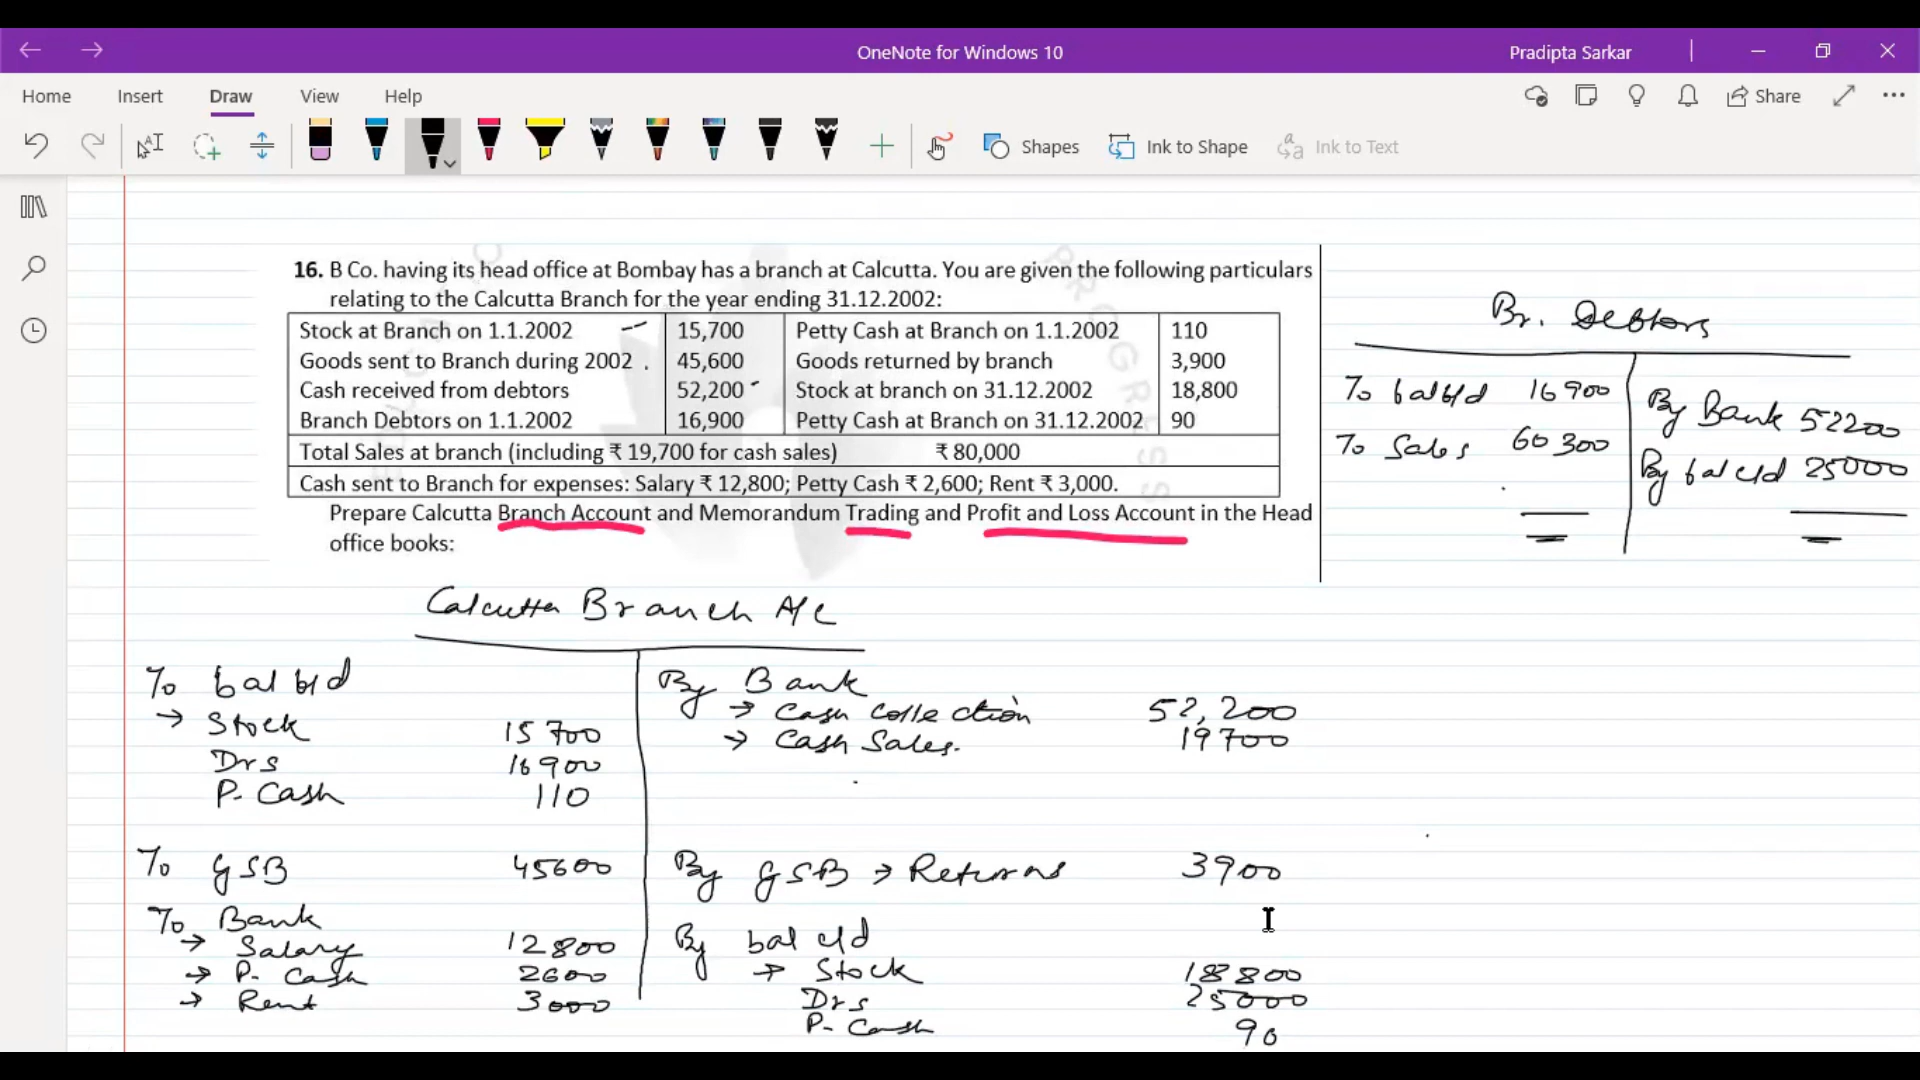 OneNote for Windows 10
Pradipta Sarkar
Home Insert Draw View Help
Share
Shapes Ink to Shape Ink to Text
16. B Co. having its head office at Bombay has a branch at Calcutta. You are given the following particulars
relating to the Calcutta Branch for the year ending 31.12.2002:
Stock at Branch on 1.1.2002 15,700 Petty Cash at Branch on 1.1.2002 110
Goods sent to Branch during 2002 45,600 Goods returned by branch 3,900
Cash received from debtors 52,200 Stock at branch on 31.12.2002 18,800
Branch Debtors on 1.1.2002 16,900 Petty Cash at Branch on 31.12.2002 90
Total Sales at branch (including ₹ 19,700 for cash sales) ₹ 80,000
Cash sent to Branch for expenses: Salary ₹ 12,800; Petty Cash ₹ 2,600; Rent ₹ 3,000.
Prepare Calcutta Branch Account and Memorandum Trading and Profit and Loss Account in the Head
office books:
Br. Debtors
To bal b/d 16900 By Bank 52200
To Sales 60300 By bal c/d 25000
Calcutta Branch A/C
To bal b/d By Bank
→ Stock 15700 → Cash Collection 52,200
Drs 16900 → Cash Sales. 19700
P. Cash 110
To GSB 45600 By GSB → Returns 3900
To Bank By bal c/d
→ Salary 12800 → Stock 18800
→ P. Cash 2600 Drs 25000
→ Rent 3000 P- Cash 90